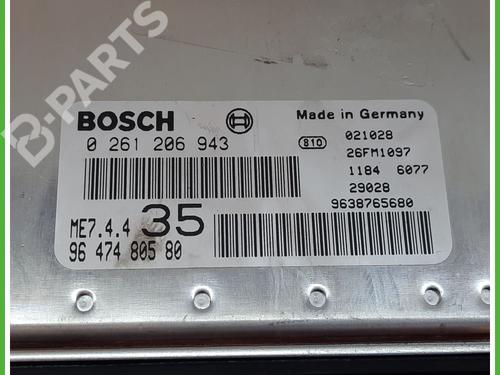 B-PARTS
BOSCH
Made in Germany
0 261 206 943
810
021028
26FM1097
1184 6077
29028
9638765680
ME7.4.4 35
96 474 805 80